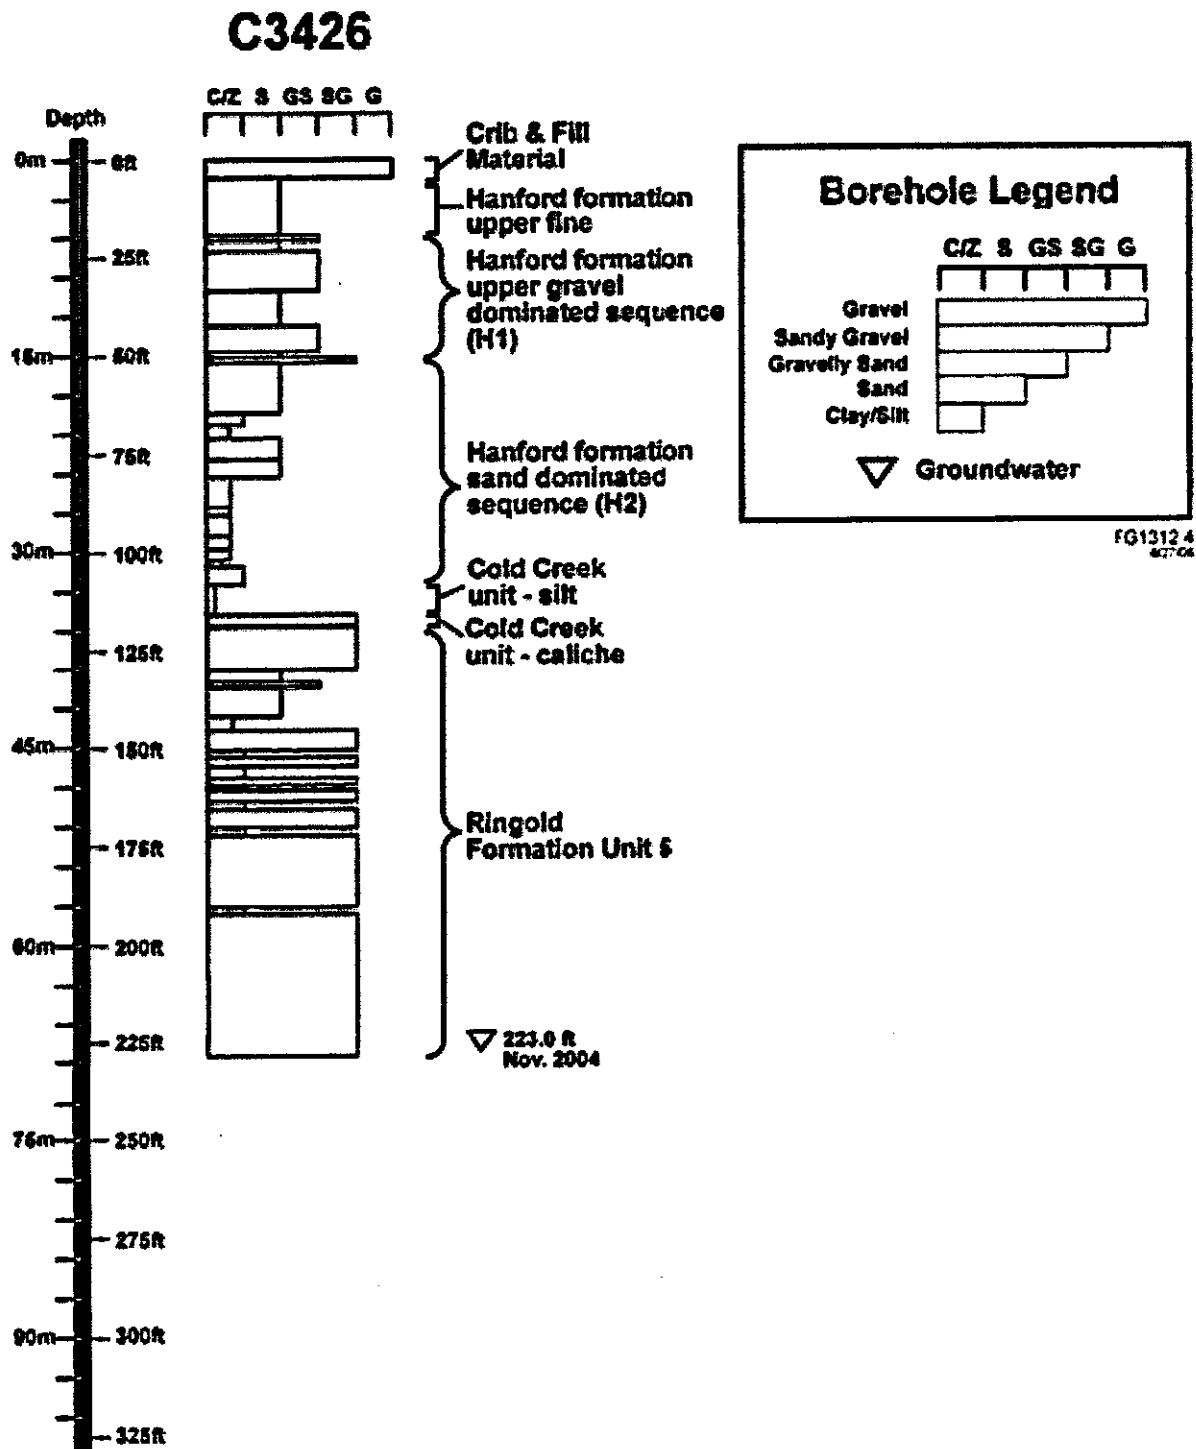 C3426
C/Z S GS SG G
Depth
0m 0ft
25ft
15m 50ft
75ft
30m 100ft
125ft
45m 150ft
175ft
60m 200ft
225ft
75m 250ft
275ft
90m 300ft
325ft
Crib & Fill
Material
Hanford formation
upper fine
Hanford formation
upper gravel
dominated sequence
(H1)
Hanford formation
sand dominated
sequence (H2)
Cold Creek
unit - silt
Cold Creek
unit - caliche
Ringold
Formation Unit
223.0 ft
Nov. 2004
Borehole Legend
C/Z S GS SG G
Gravel
Sandy Gravel
Gravelly Sand
Sand
Clay/Silt
Groundwater
FG1312.4